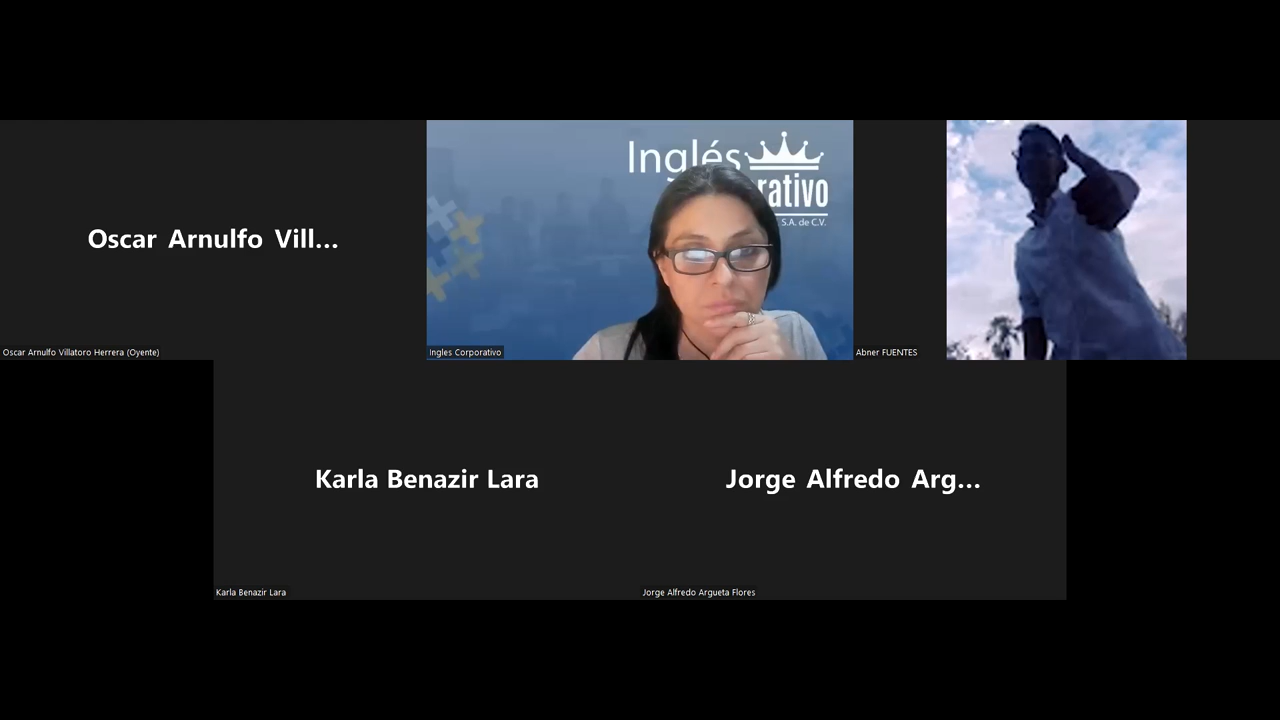 Oscar Arnulfo Vill...
Oscar Arnulfo Villatoro Herrera (Oyente)
Inglés
rativo
S.A. de C.V.
Ingles Corporativo
Abner FUENTES
Karla Benazir Lara
Karla Benazir Lara
Jorge Alfredo Arg...
Jorge Alfredo Argueta Flores